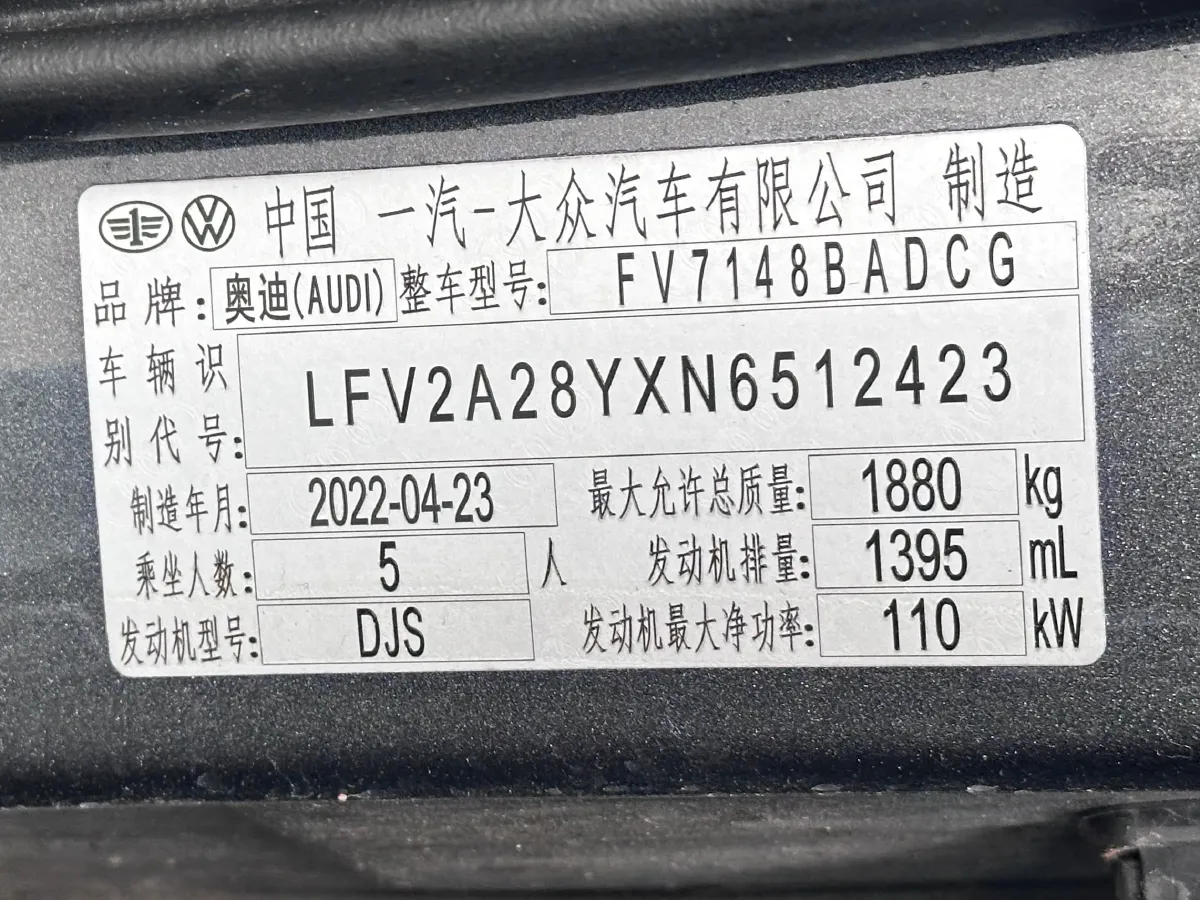 中国 一汽-大众汽车有限公司 制造
品牌: 奥迪(AUDI) 整车型号: FV7148BADCG
车辆识别代号: LFV2A28YXN6512423
制造年月: 2022-04-23 最大允许总质量: 1880 kg
乘坐人数: 5 人 发动机排量: 1395 mL
发动机型号: DJS 发动机最大净功率: 110 kW